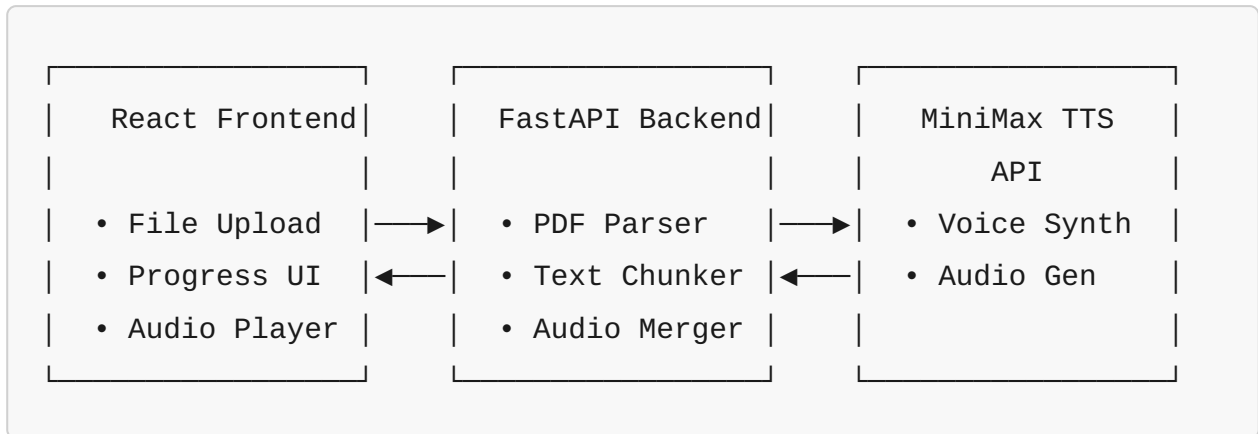 React Frontend FastAPI Backend MiniMax TTS
API
• File Upload • PDF Parser • Voice Synth
• Progress UI • Text Chunker • Audio Gen
• Audio Player • Audio Merger